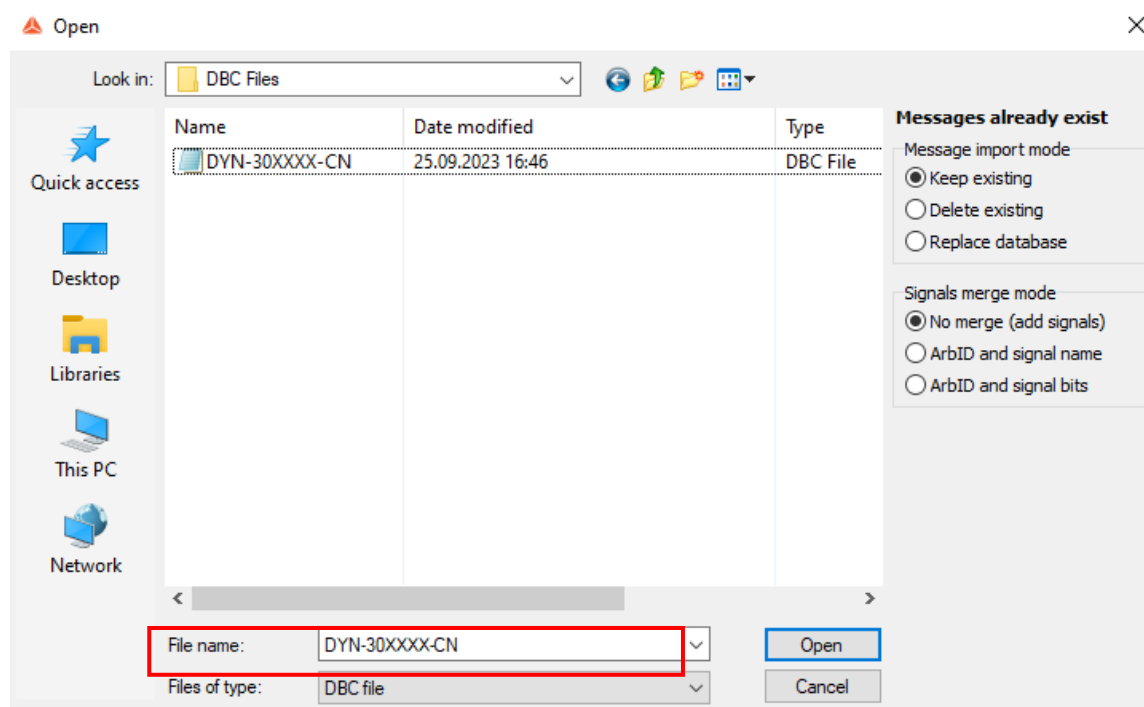 Open
Look in:
DBC Files
Quick access
Desktop
Libraries
This PC
Network
Name Date modified Type
DYN-30XXXX-CN 25.09.2023 16:46 DBC File
Messages already exist
Message import mode
Keep existing
Delete existing
Replace database
Signals merge mode
No merge (add signals)
ArbID and signal name
ArbID and signal bits
File name: DYN-30XXXX-CN Open
Files of type: DBC file Cancel